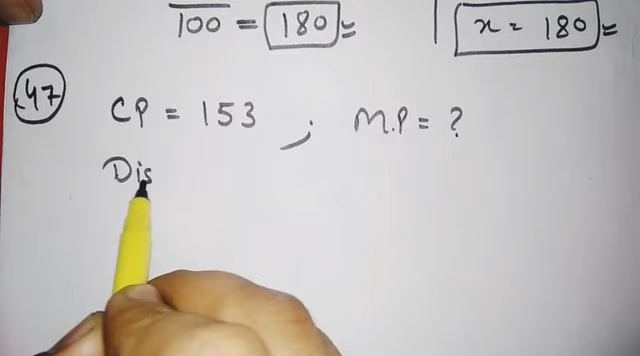 100 = 180
x = 180
47
CP = 153 ; M.P = ?
Dis